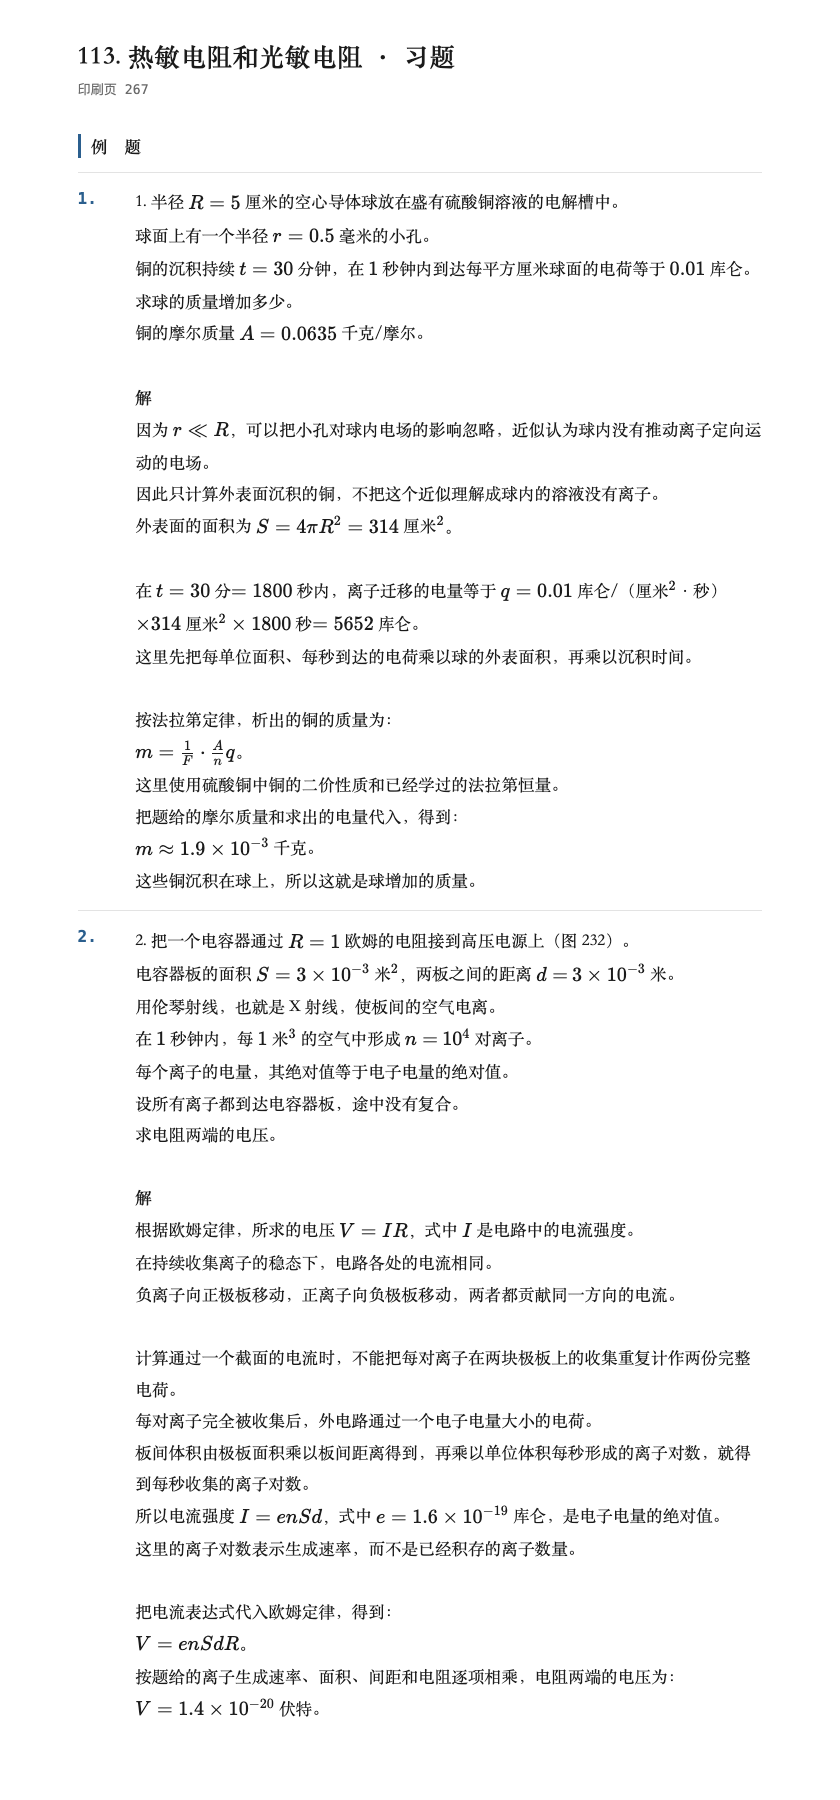 113. 热敏电阻和光敏电阻 · 习题
印刷页 267
例 题
1.
1. 半径 R = 5 厘米的空心导体球放在盛有硫酸铜溶液的电解槽中。
球面上有一个半径 r = 0.5 毫米的小孔。
铜的沉积持续 t = 30 分钟，在 1 秒钟内到达每平方厘米球面的电荷等于 0.01 库仑。
求球的质量增加多少。
铜的摩尔质量 A = 0.0635 千克/摩尔。
解
因为 r ≪ R，可以把小孔对球内电场的影响忽略，近似认为球内没有推动离子定向运
动的电场。
因此只计算外表面沉积的铜，不把这个近似理解成球内的溶液没有离子。
外表面的面积为 S = 4πR² = 314 厘米²。
在 t = 30 分= 1800 秒内，离子迁移的电量等于 q = 0.01 库仑/（厘米² · 秒）
×314 厘米² × 1800 秒= 5652 库仑。
这里先把每单位面积、每秒到达的电荷乘以球的外表面积，再乘以沉积时间。
按法拉第定律，析出的铜的质量为：
m = 1/F · A/n q。
这里使用硫酸铜中铜的二价性质和已经学过的法拉第恒量。
把题给的摩尔质量和求出的电量代入，得到：
m ≈ 1.9 × 10⁻³ 千克。
这些铜沉积在球上，所以这就是球增加的质量。
2.
2. 把一个电容器通过 R = 1 欧姆的电阻接到高压电源上（图 232）。
电容器板的面积 S = 3 × 10⁻³ 米²，两板之间的距离 d = 3 × 10⁻³ 米。
用伦琴射线，也就是 X 射线，使板间的空气电离。
在 1 秒钟内，每 1 米³ 的空气中形成 n = 10⁴ 对离子。
每个离子的电量，其绝对值等于电子电量的绝对值。
设所有离子都到达电容器板，途中没有复合。
求电阻两端的电压。
解
根据欧姆定律，所求的电压 V = IR，式中 I 是电路中的电流强度。
在持续收集离子的稳态下，电路各处的电流相同。
负离子向正极板移动，正离子向负极板移动，两者都贡献同一方向的电流。
计算通过一个截面的电流时，不能把每对离子在两块极板上的收集重复计作两份完整
电荷。
每对离子完全被收集后，外电路通过一个电子电量大小的电荷。
板间体积由极板面积乘以板间距离得到，再乘以单位体积每秒形成的离子对数，就得
到每秒收集的离子对数。
所以电流强度 I = enSd，式中 e = 1.6 × 10⁻¹⁹ 库仑，是电子电量的绝对值。
这里的离子对数表示生成速率，而不是已经积存的离子数量。
把电流表达式代入欧姆定律，得到：
V = enSdR。
按题给的离子生成速率、面积、间距和电阻逐项相乘，电阻两端的电压为：
V = 1.4 × 10⁻²⁰ 伏特。